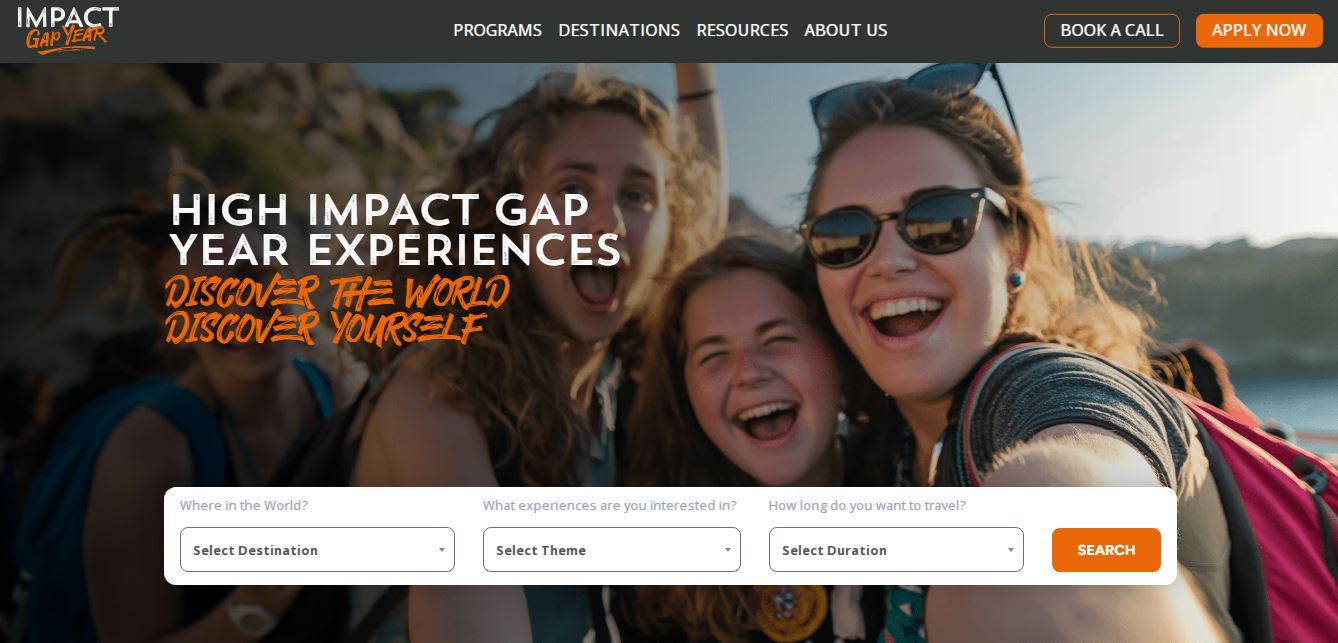 IMPACT
GAP YEAR
PROGRAMS DESTINATIONS RESOURCES ABOUT US
BOOK A CALL
APPLY NOW
HIGH IMPACT GAP
YEAR EXPERIENCES
DISCOVER THE WORLD
DISCOVER YOURSELF
Where in the World?
Select Destination
What experiences are you interested in?
Select Theme
How long do you want to travel?
Select Duration
SEARCH